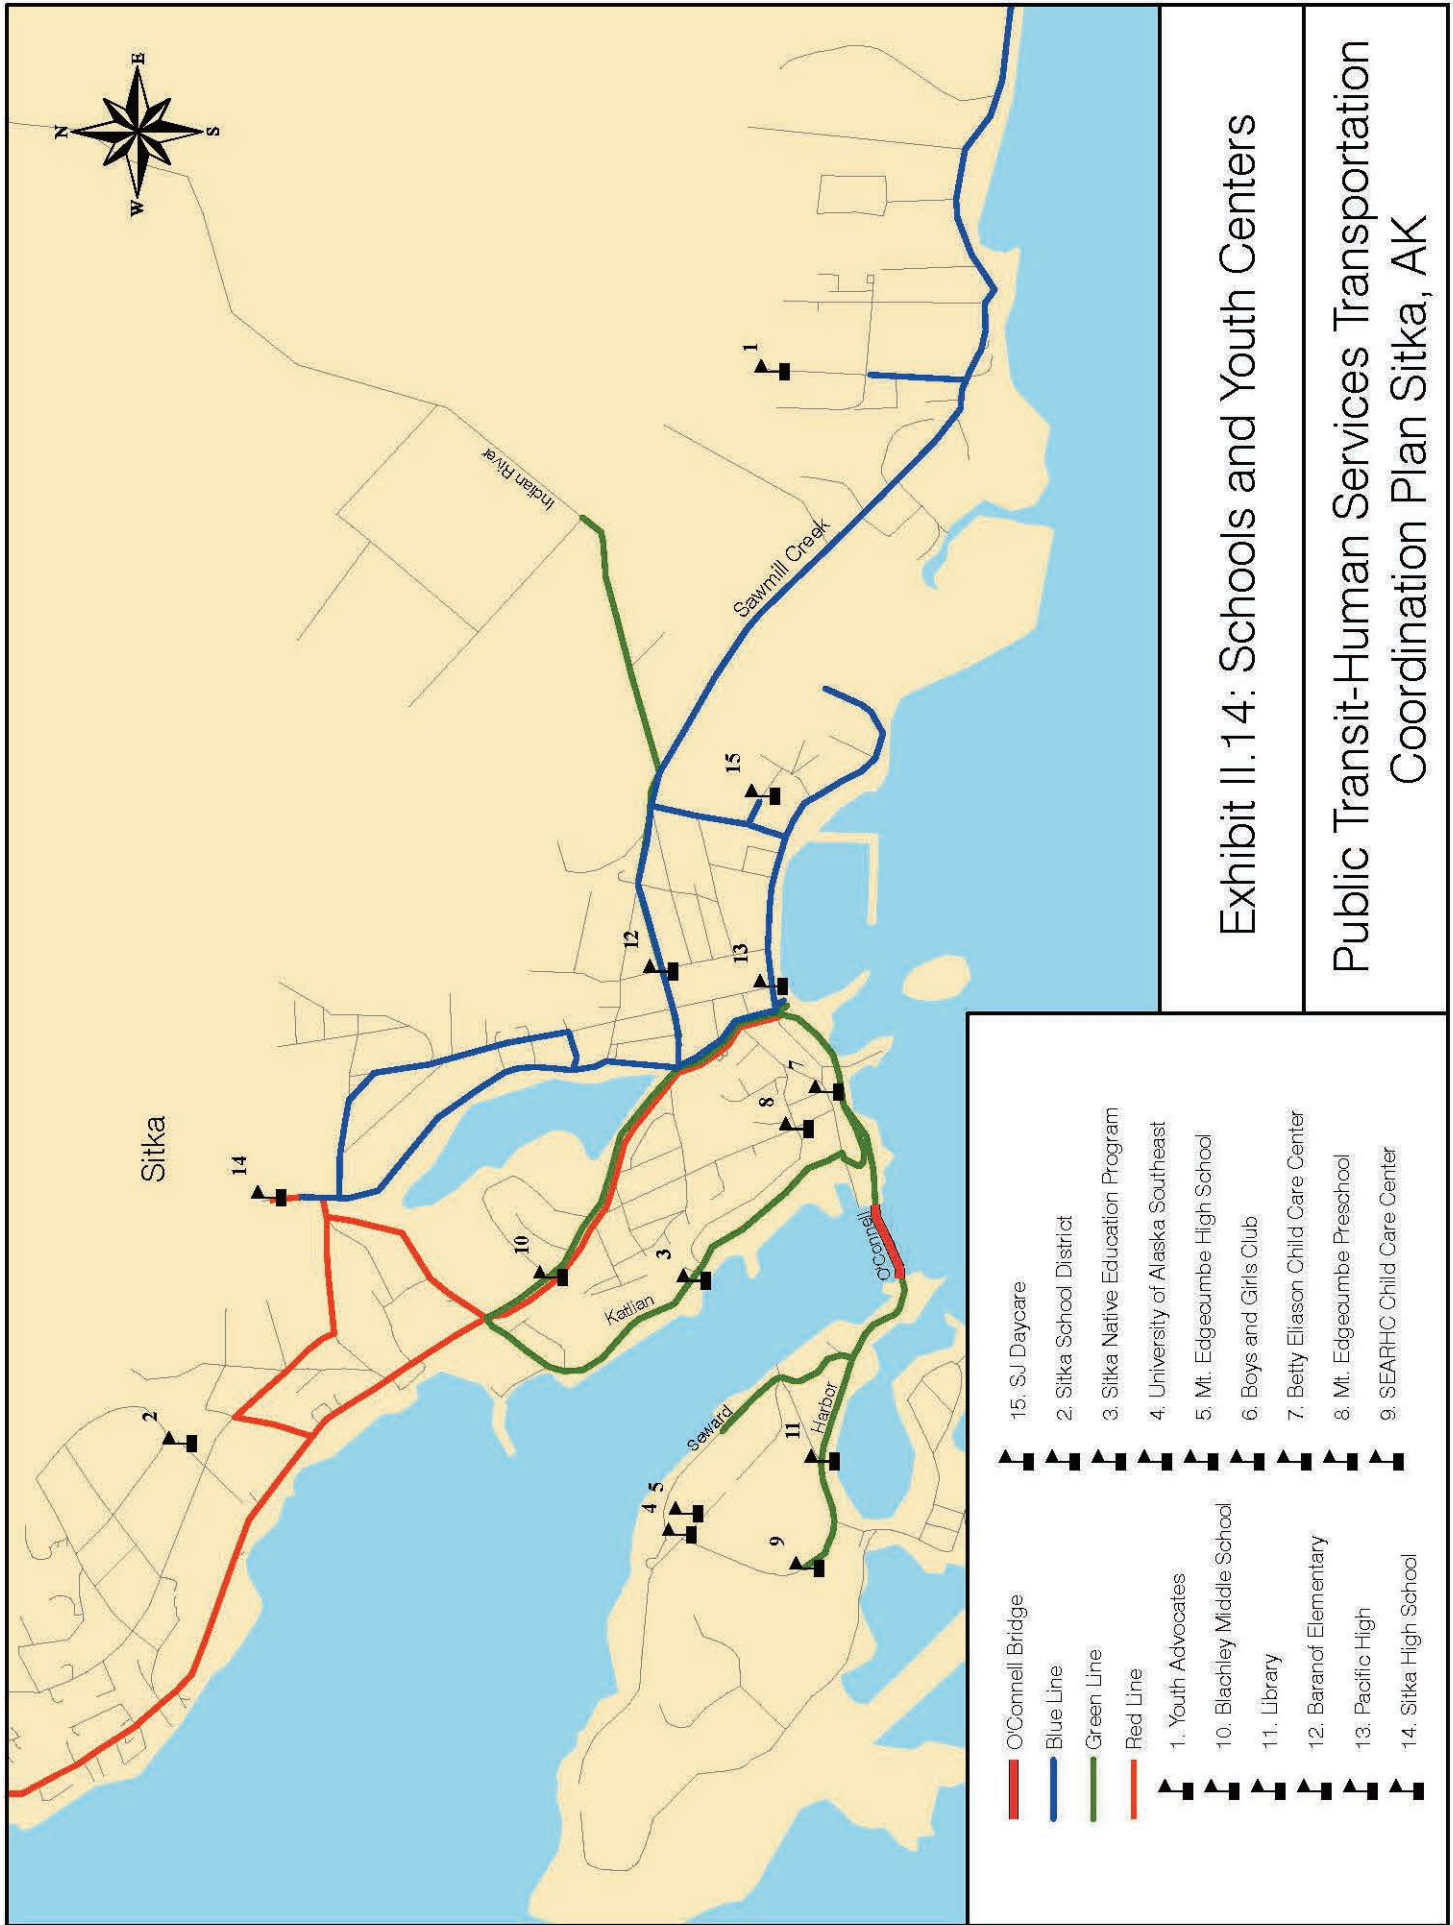 N
E
S
W
Sitka
Indian River
Sawmill Creek
Katlian
O'Connell
Seward
Harbor
1
2
3
4
5
7
8
9
10
11
12
13
14
15
O'Connell Bridge
Blue Line
Green Line
Red Line
1. Youth Advocates
10. Blachley Middle School
11. Library
12. Baranof Elementary
13. Pacific High
14. Sitka High School
15. SJ Daycare
2. Sitka School District
3. Sitka Native Education Program
4. University of Alaska Southeast
5. Mt. Edgecumbe High School
6. Boys and Girls Club
7. Betty Eliason Child Care Center
8. Mt. Edgecumbe Preschool
9. SEARHC Child Care Center
Exhibit II.14: Schools and Youth Centers
Public Transit-Human Services Transportation
Coordination Plan Sitka, AK